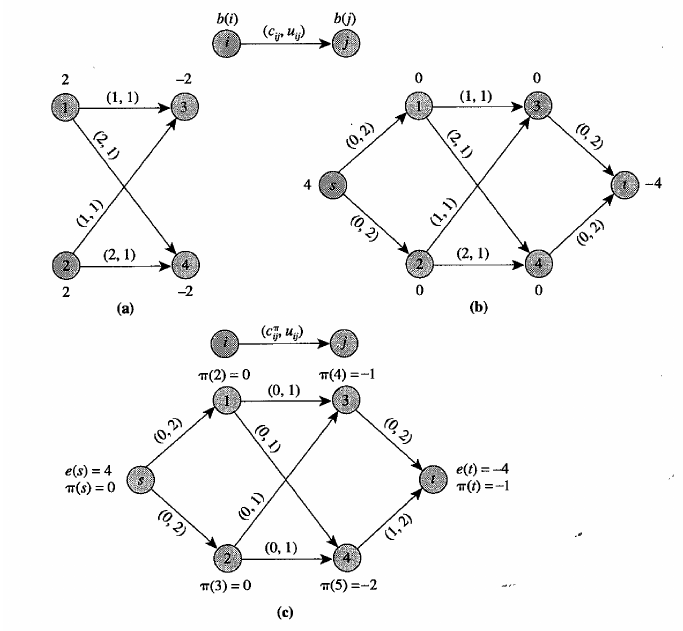 b(i) b(j)
(c_ij, u_ij)
i j
2 -2
(1, 1)
1 3
(2, 1)
(1, 1)
(2, 1)
2 4
2 -2
(a)
0 0
(1, 1)
1 3
(0, 2) (2, 1) (0, 2)
4 s t -4
(0, 2) (1, 1) (0, 2)
(2, 1)
2 4
0 0
(b)
(c^π_ij, u_ij)
i j
π(2) = 0 π(4) = -1
(0, 1)
1 3
(0, 2) (0, 1) (0, 2)
e(s) = 4 e(t) = -4
s t
π(s) = 0 π(t) = -1
(0, 2) (0, 1) (1, 2)
(0, 1)
2 4
π(3) = 0 π(5) = -2
(c)